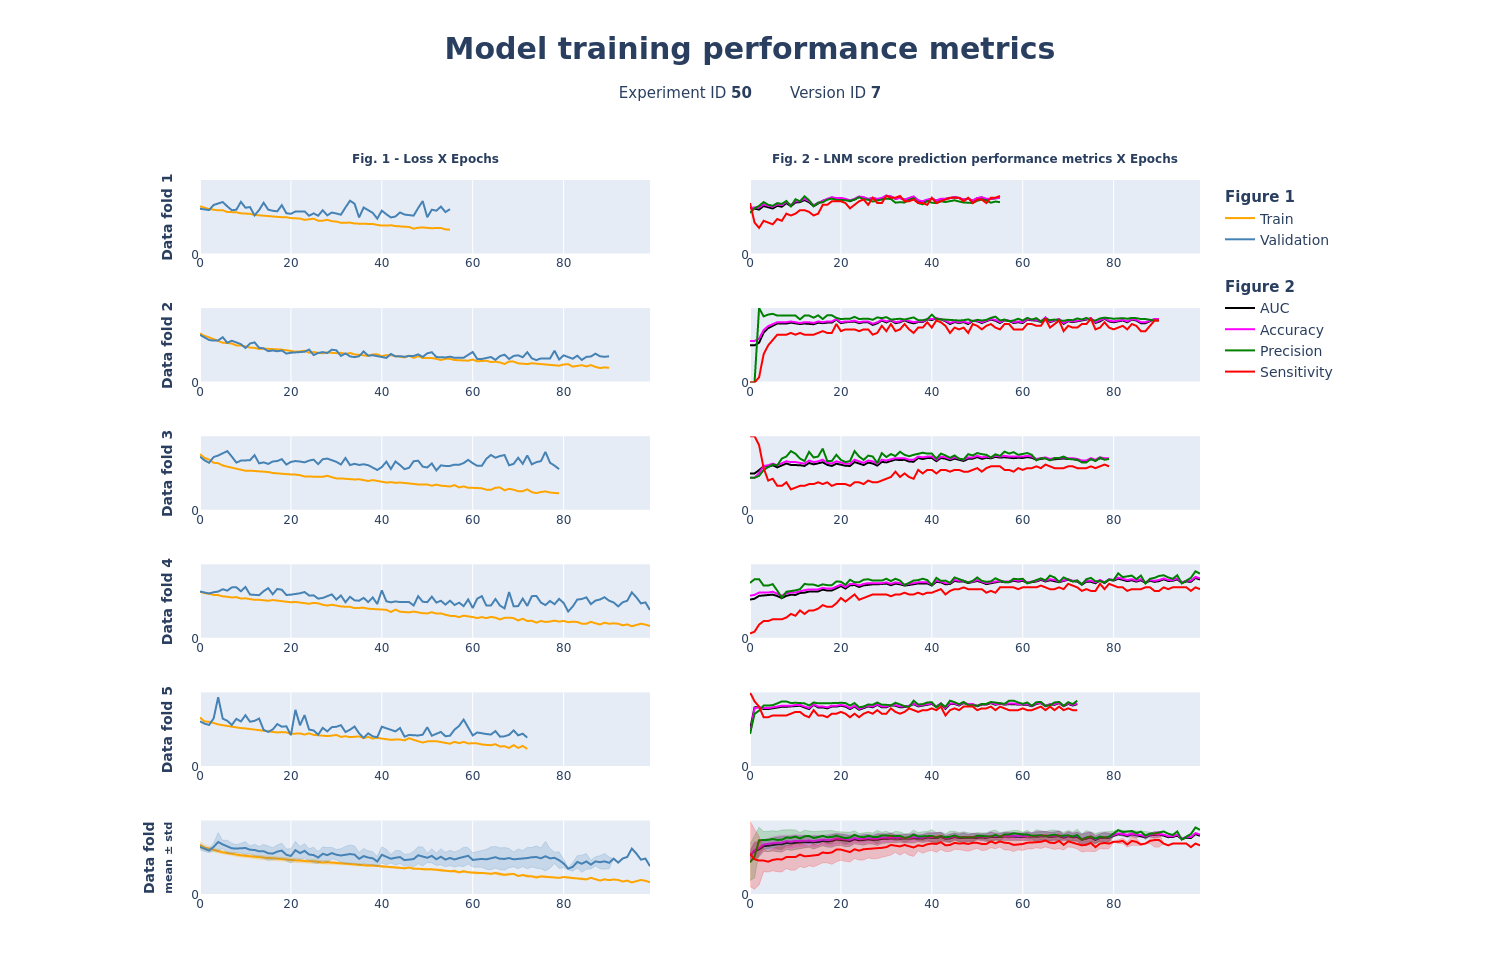 Model training performance metrics
Experiment ID 50 Version ID 7
Fig. 1 - Loss X Epochs
Fig. 2 - LNM score prediction performance metrics X Epochs
Data fold 1
0
0 20 40 60 80
0
0 20 40 60 80
Data fold 2
0
0 20 40 60 80
0
0 20 40 60 80
Data fold 3
0
0 20 40 60 80
0
0 20 40 60 80
Data fold 4
0
0 20 40 60 80
0
0 20 40 60 80
Data fold 5
0
0 20 40 60 80
0
0 20 40 60 80
Data fold
mean ± std
0
0 20 40 60 80
0
0 20 40 60 80
Figure 1
Train
Validation
Figure 2
AUC
Accuracy
Precision
Sensitivity